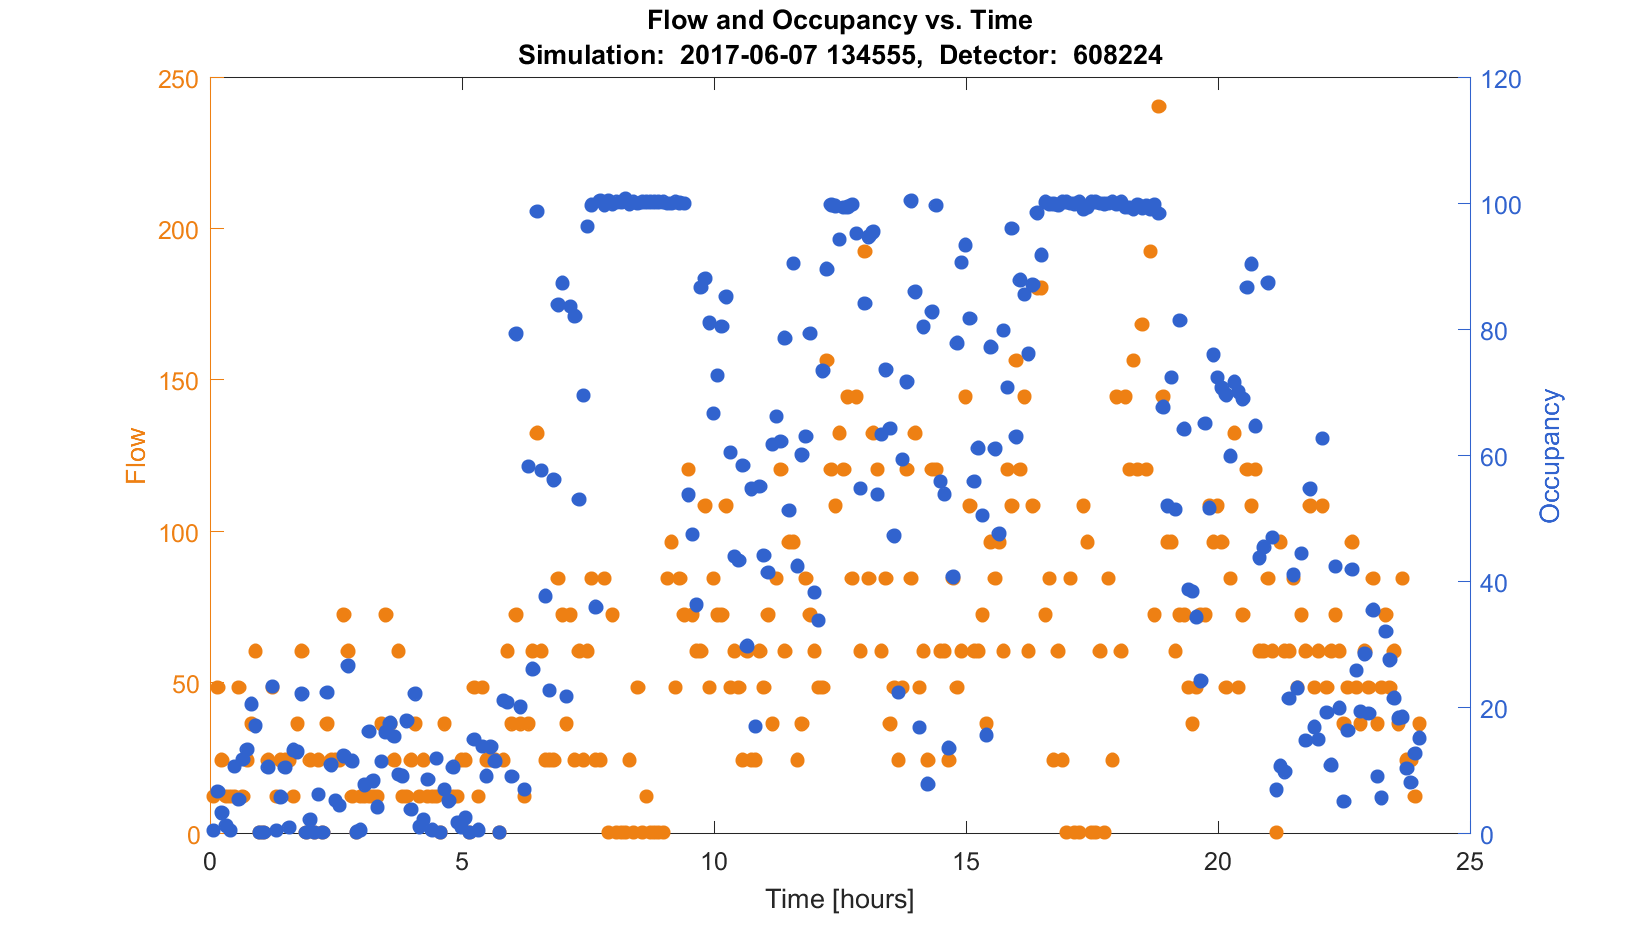 Flow and Occupancy vs. Time
Simulation:  2017-06-07 134555,  Detector:  608224
250
200
150
100
50
0
Flow
120
100
80
60
40
20
0
Occupancy
0 5 10 15 20 25
Time [hours]